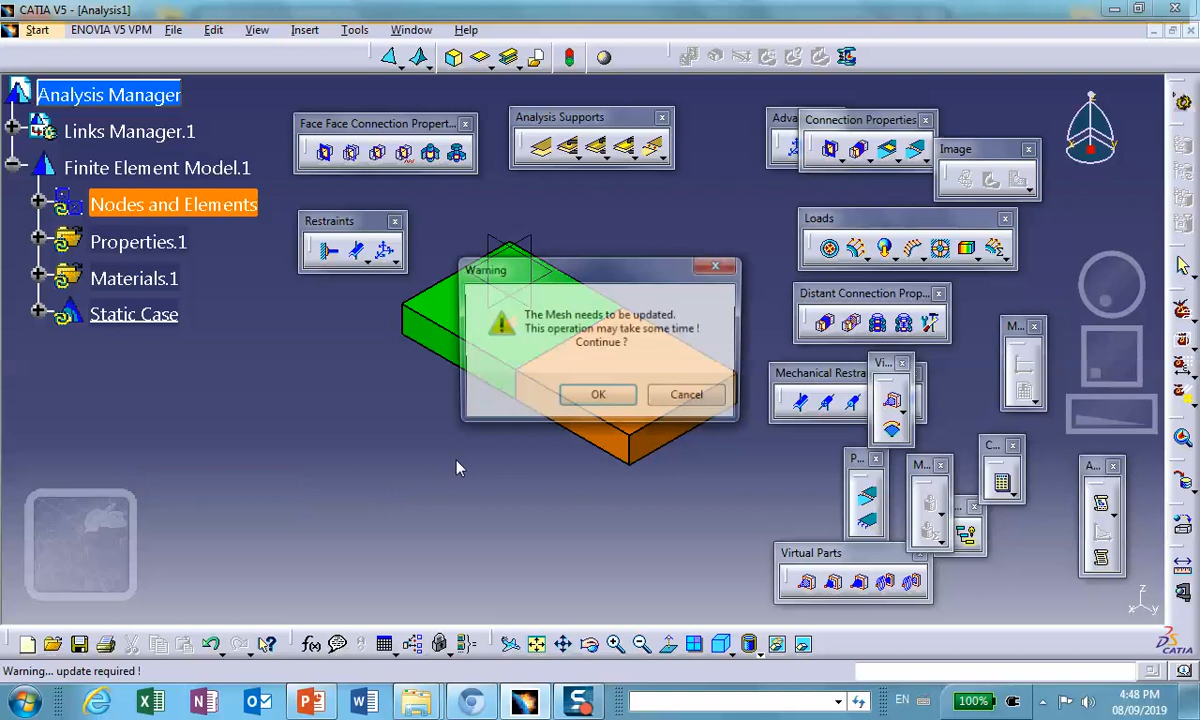 CATIA V5 - [Analysis1]
Start ENOVIA V5 VPM File Edit View Insert Tools Window Help
Analysis Manager
Links Manager.1
Finite Element Model.1
Nodes and Elements
Properties.1
Materials.1
Static Case
Face Face Connection Propert...
Analysis Supports
Adva
Connection Properties
Image
Restraints
Loads
Warning
The Mesh needs to be updated.
This operation may take some time !
Continue ?
OK Cancel
Distant Connection Prop...
M...
Mechanical Restra
Vi...
C...
P...
M...
A...
...
Virtual Parts
z
x
y
f(x)
DS
CATIA
Warning... update required !
EN
100%
4:48 PM
08/09/2019